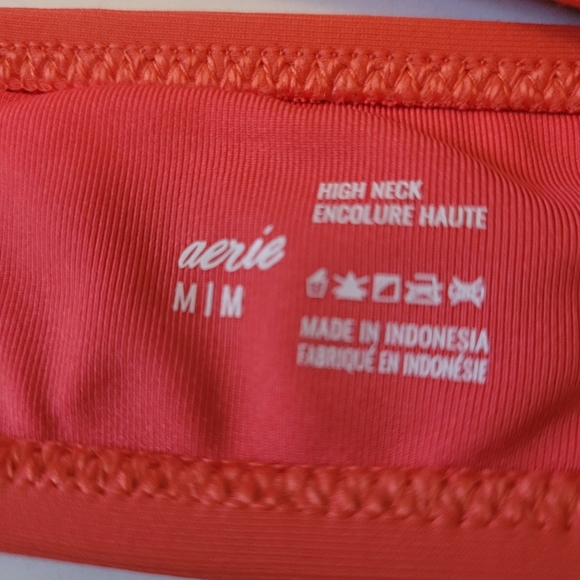 HIGH NECK
ENCOLURE HAUTE
aerie
M|M
MADE IN INDONESIA
FABRIQUÉ EN INDONÉSIE